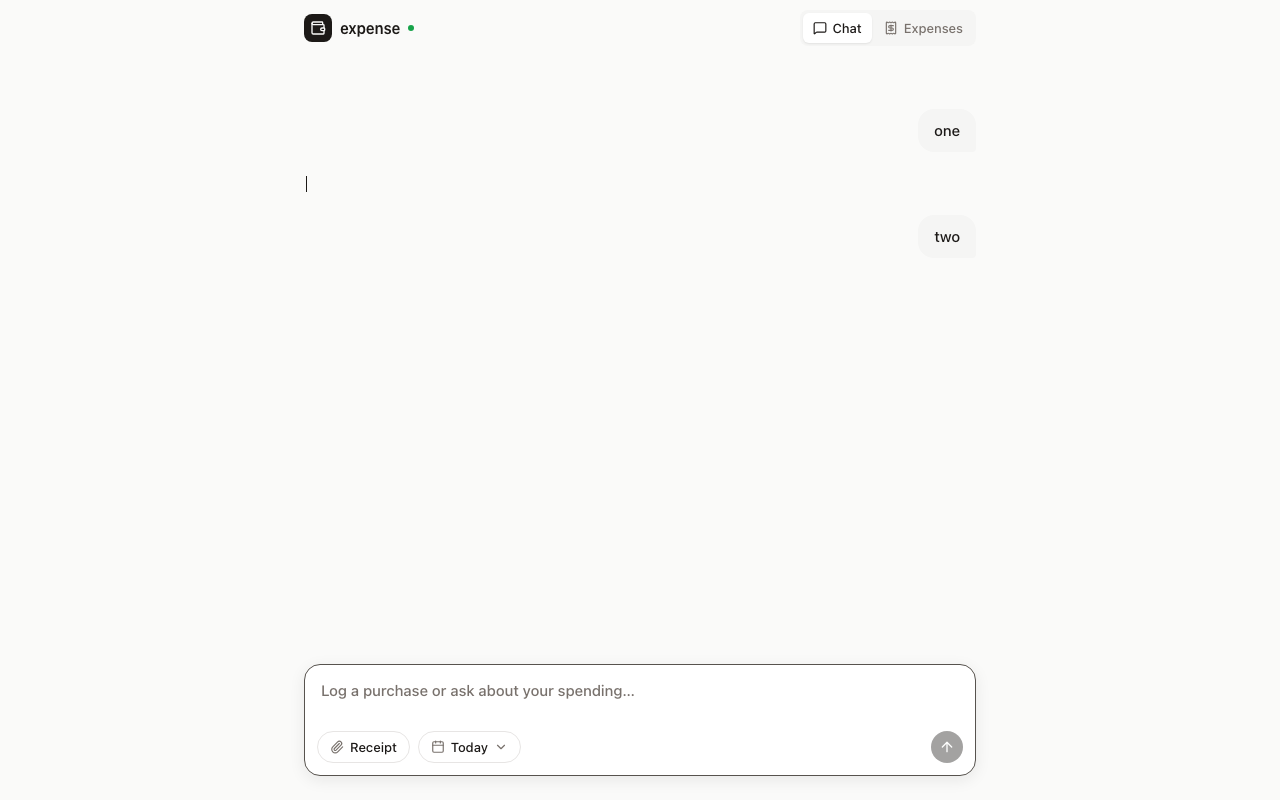 expense
Chat
Expenses
one
two
Log a purchase or ask about your spending...
Receipt
Today